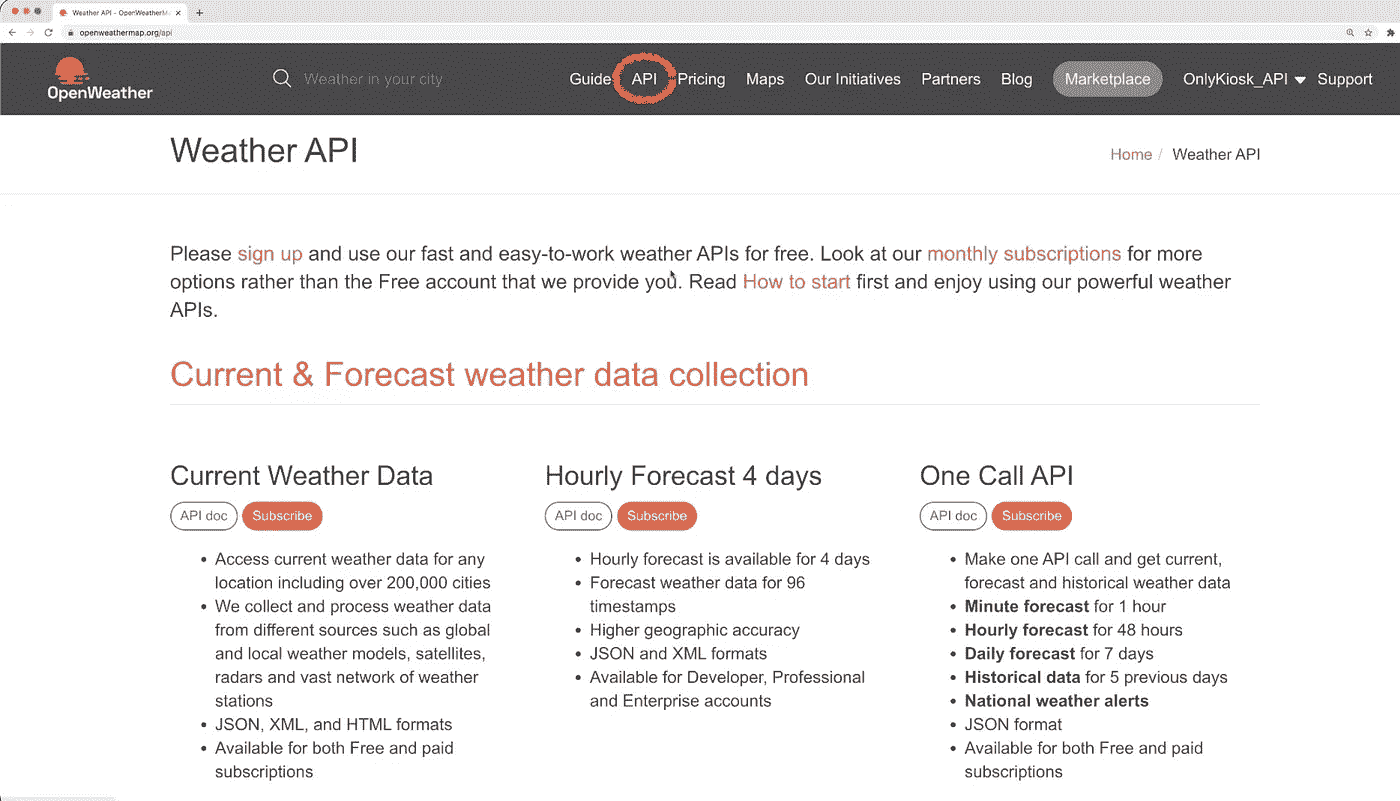 Weather API - OpenWeatherMa
openweathermap.org/api
OpenWeather
Weather in your city
Guide API Pricing Maps Our Initiatives Partners Blog Marketplace OnlyKiosk_API Support
Weather API
Home / Weather API
Please sign up and use our fast and easy-to-work weather APIs for free. Look at our monthly subscriptions for more
options rather than the Free account that we provide you. Read How to start first and enjoy using our powerful weather
APIs.
Current & Forecast weather data collection
Current Weather Data
API doc Subscribe
• Access current weather data for any
location including over 200,000 cities
• We collect and process weather data
from different sources such as global
and local weather models, satellites,
radars and vast network of weather
stations
• JSON, XML, and HTML formats
• Available for both Free and paid
subscriptions
Hourly Forecast 4 days
API doc Subscribe
• Hourly forecast is available for 4 days
• Forecast weather data for 96
timestamps
• Higher geographic accuracy
• JSON and XML formats
• Available for Developer, Professional
and Enterprise accounts
One Call API
API doc Subscribe
• Make one API call and get current,
forecast and historical weather data
• Minute forecast for 1 hour
• Hourly forecast for 48 hours
• Daily forecast for 7 days
• Historical data for 5 previous days
• National weather alerts
• JSON format
• Available for both Free and paid
subscriptions